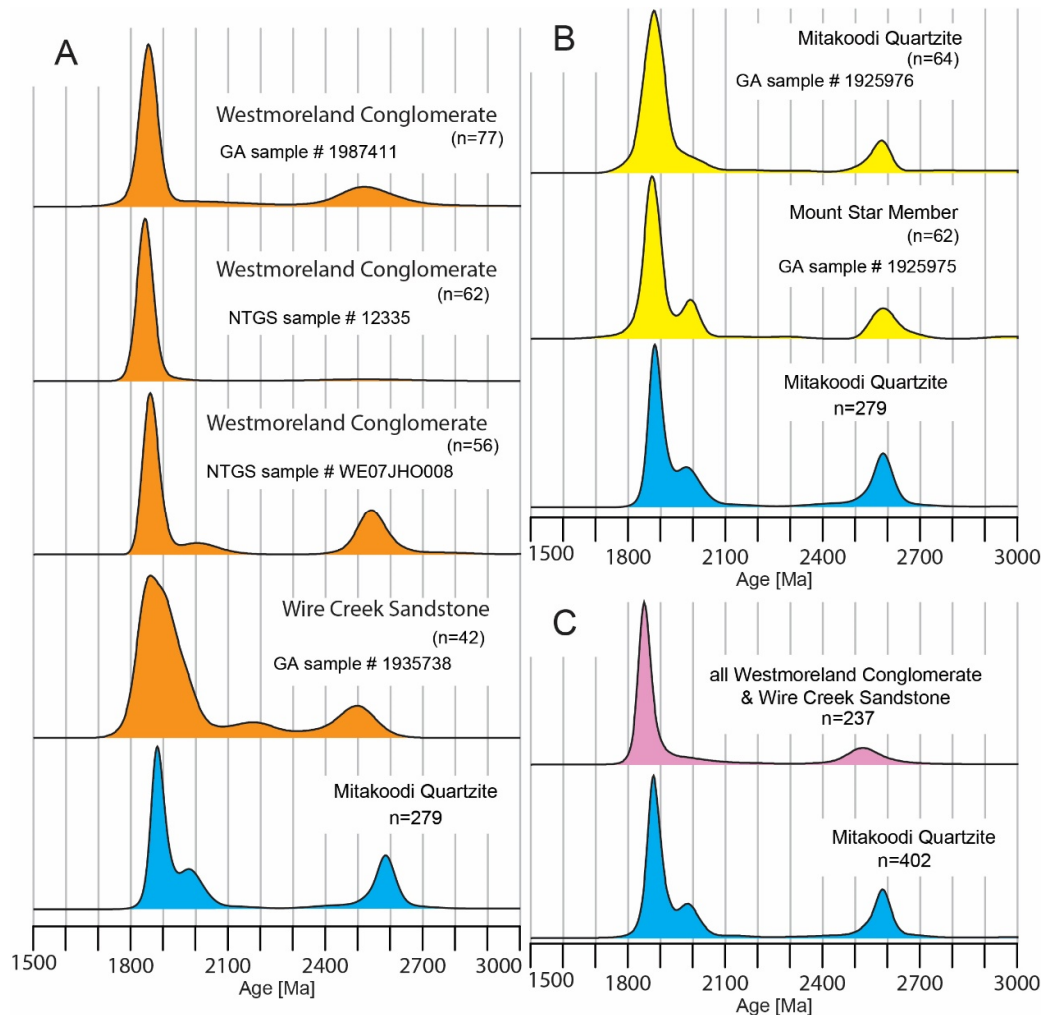 A
Westmoreland Conglomerate
(n=77)
GA sample # 1987411
Westmoreland Conglomerate
(n=62)
NTGS sample # 12335
Westmoreland Conglomerate
(n=56)
NTGS sample # WE07JHO008
Wire Creek Sandstone
(n=42)
GA sample # 1935738
Mitakoodi Quartzite
n=279
1500 1800 2100 2400 2700 3000
Age [Ma]
B
Mitakoodi Quartzite
(n=64)
GA sample # 1925976
Mount Star Member
(n=62)
GA sample # 1925975
Mitakoodi Quartzite
n=279
1500 1800 2100 2400 2700 3000
Age [Ma]
C
all Westmoreland Conglomerate
& Wire Creek Sandstone
n=237
Mitakoodi Quartzite
n=402
1500 1800 2100 2400 2700 3000
Age [Ma]